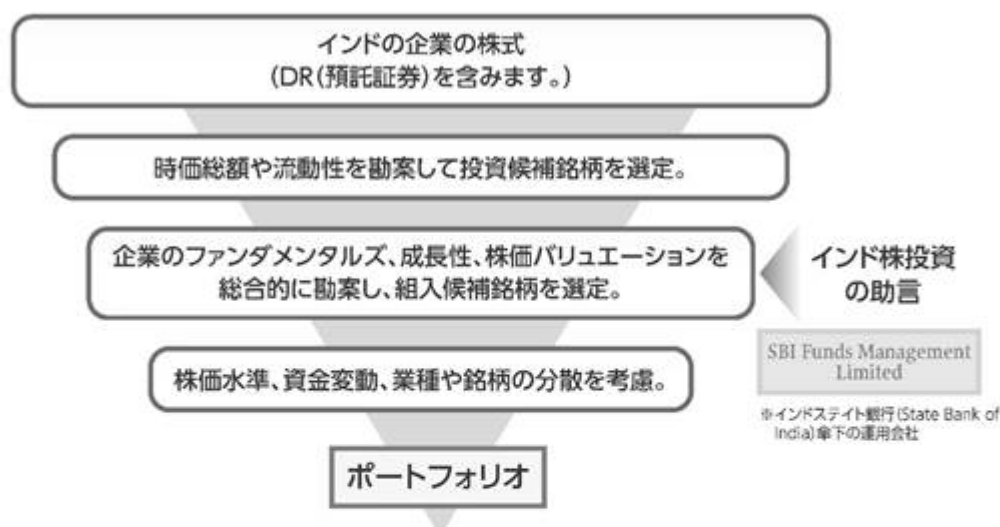 インドの企業の株式
(DR(預託証券)を含みます。)
時価総額や流動性を勘案して投資候補銘柄を選定。
企業のファンダメンタルズ、成長性、株価バリュエーションを
総合的に勘案し、組入候補銘柄を選定。
インド株投資
の助言
SBI Funds Management
Limited
※インドステイト銀行(State Bank of
India)傘下の運用会社
株価水準、資金変動、業種や銘柄の分散を考慮。
ポートフォリオ